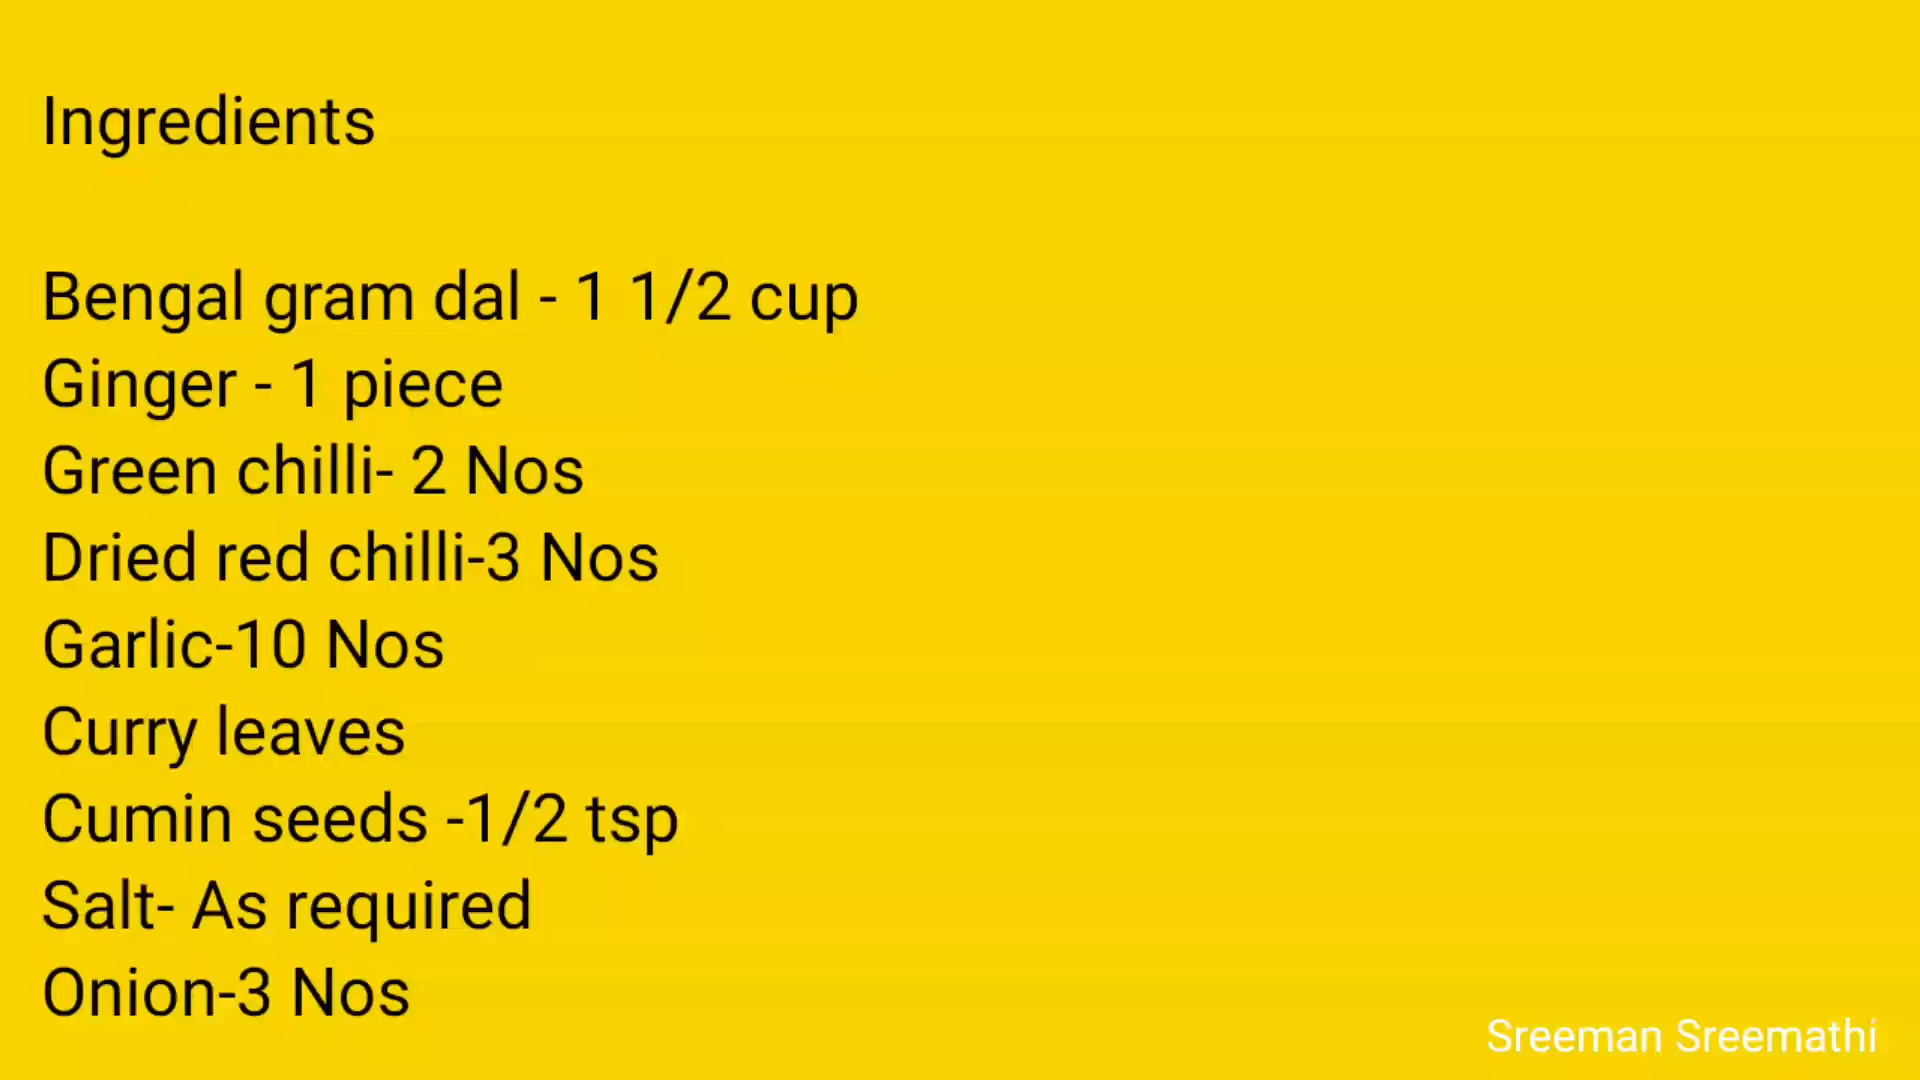 Ingredients
Bengal gram dal - 1 1/2 cup
Ginger - 1 piece
Green chilli- 2 Nos
Dried red chilli-3 Nos
Garlic-10 Nos
Curry leaves
Cumin seeds -1/2 tsp
Salt- As required
Onion-3 Nos
Sreeman Sreemathi